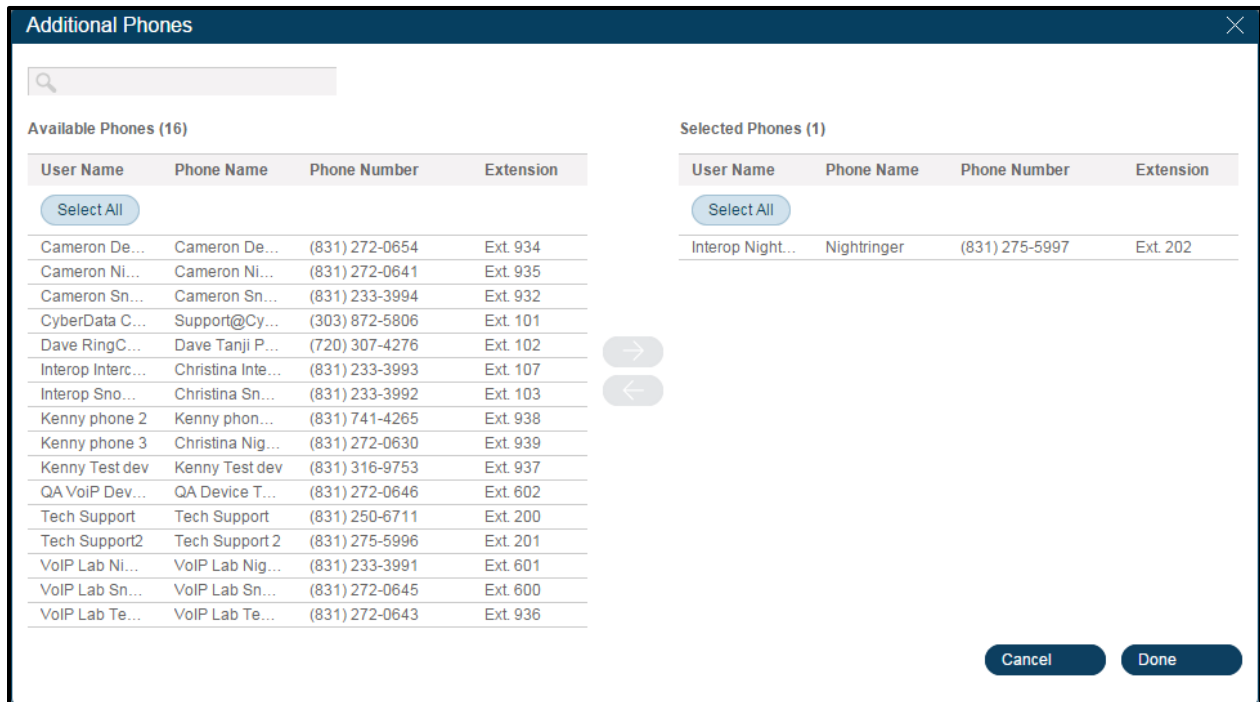 Additional Phones
Available Phones (16)
User Name Phone Name Phone Number Extension
Select All
Cameron De... Cameron De... (831) 272-0654 Ext. 934
Cameron Ni... Cameron Ni... (831) 272-0641 Ext. 935
Cameron Sn... Cameron Sn... (831) 233-3994 Ext. 932
CyberData C... Support@Cy... (303) 872-5806 Ext. 101
Dave RingC... Dave Tanji P... (720) 307-4276 Ext. 102
Interop Interc... Christina Inte... (831) 233-3993 Ext. 107
Interop Sno... Christina Sn... (831) 233-3992 Ext. 103
Kenny phone 2 Kenny phon... (831) 741-4265 Ext. 938
Kenny phone 3 Christina Nig... (831) 272-0630 Ext. 939
Kenny Test dev Kenny Test dev (831) 316-9753 Ext. 937
QA VoiP Dev... QA Device T... (831) 272-0646 Ext. 602
Tech Support Tech Support (831) 250-6711 Ext. 200
Tech Support2 Tech Support 2 (831) 275-5996 Ext. 201
VoIP Lab Ni... VoIP Lab Nig... (831) 233-3991 Ext. 601
VoIP Lab Sn... VoIP Lab Sn... (831) 272-0645 Ext. 600
VoIP Lab Te... VoIP Lab Te... (831) 272-0643 Ext. 936
Selected Phones (1)
User Name Phone Name Phone Number Extension
Select All
Interop Night... Nightringer (831) 275-5997 Ext. 202
Cancel Done